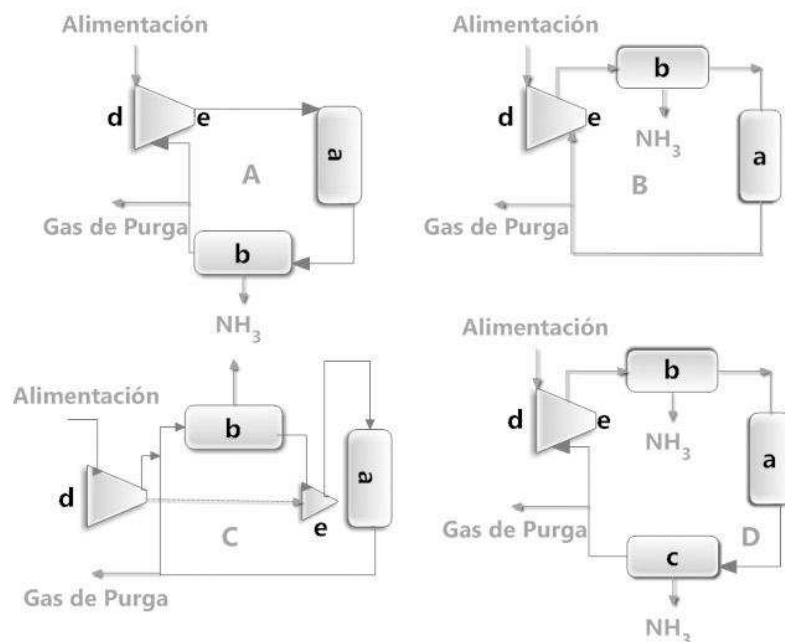 Alimentación
d
e
a
A
Gas de Purga
b
NH3
Alimentación
b
d
e
NH3
a
B
Gas de Purga
Alimentación
b
d
a
e
C
Gas de Purga
Alimentación
b
d
e
NH3
a
Gas de Purga
D
c
NH3